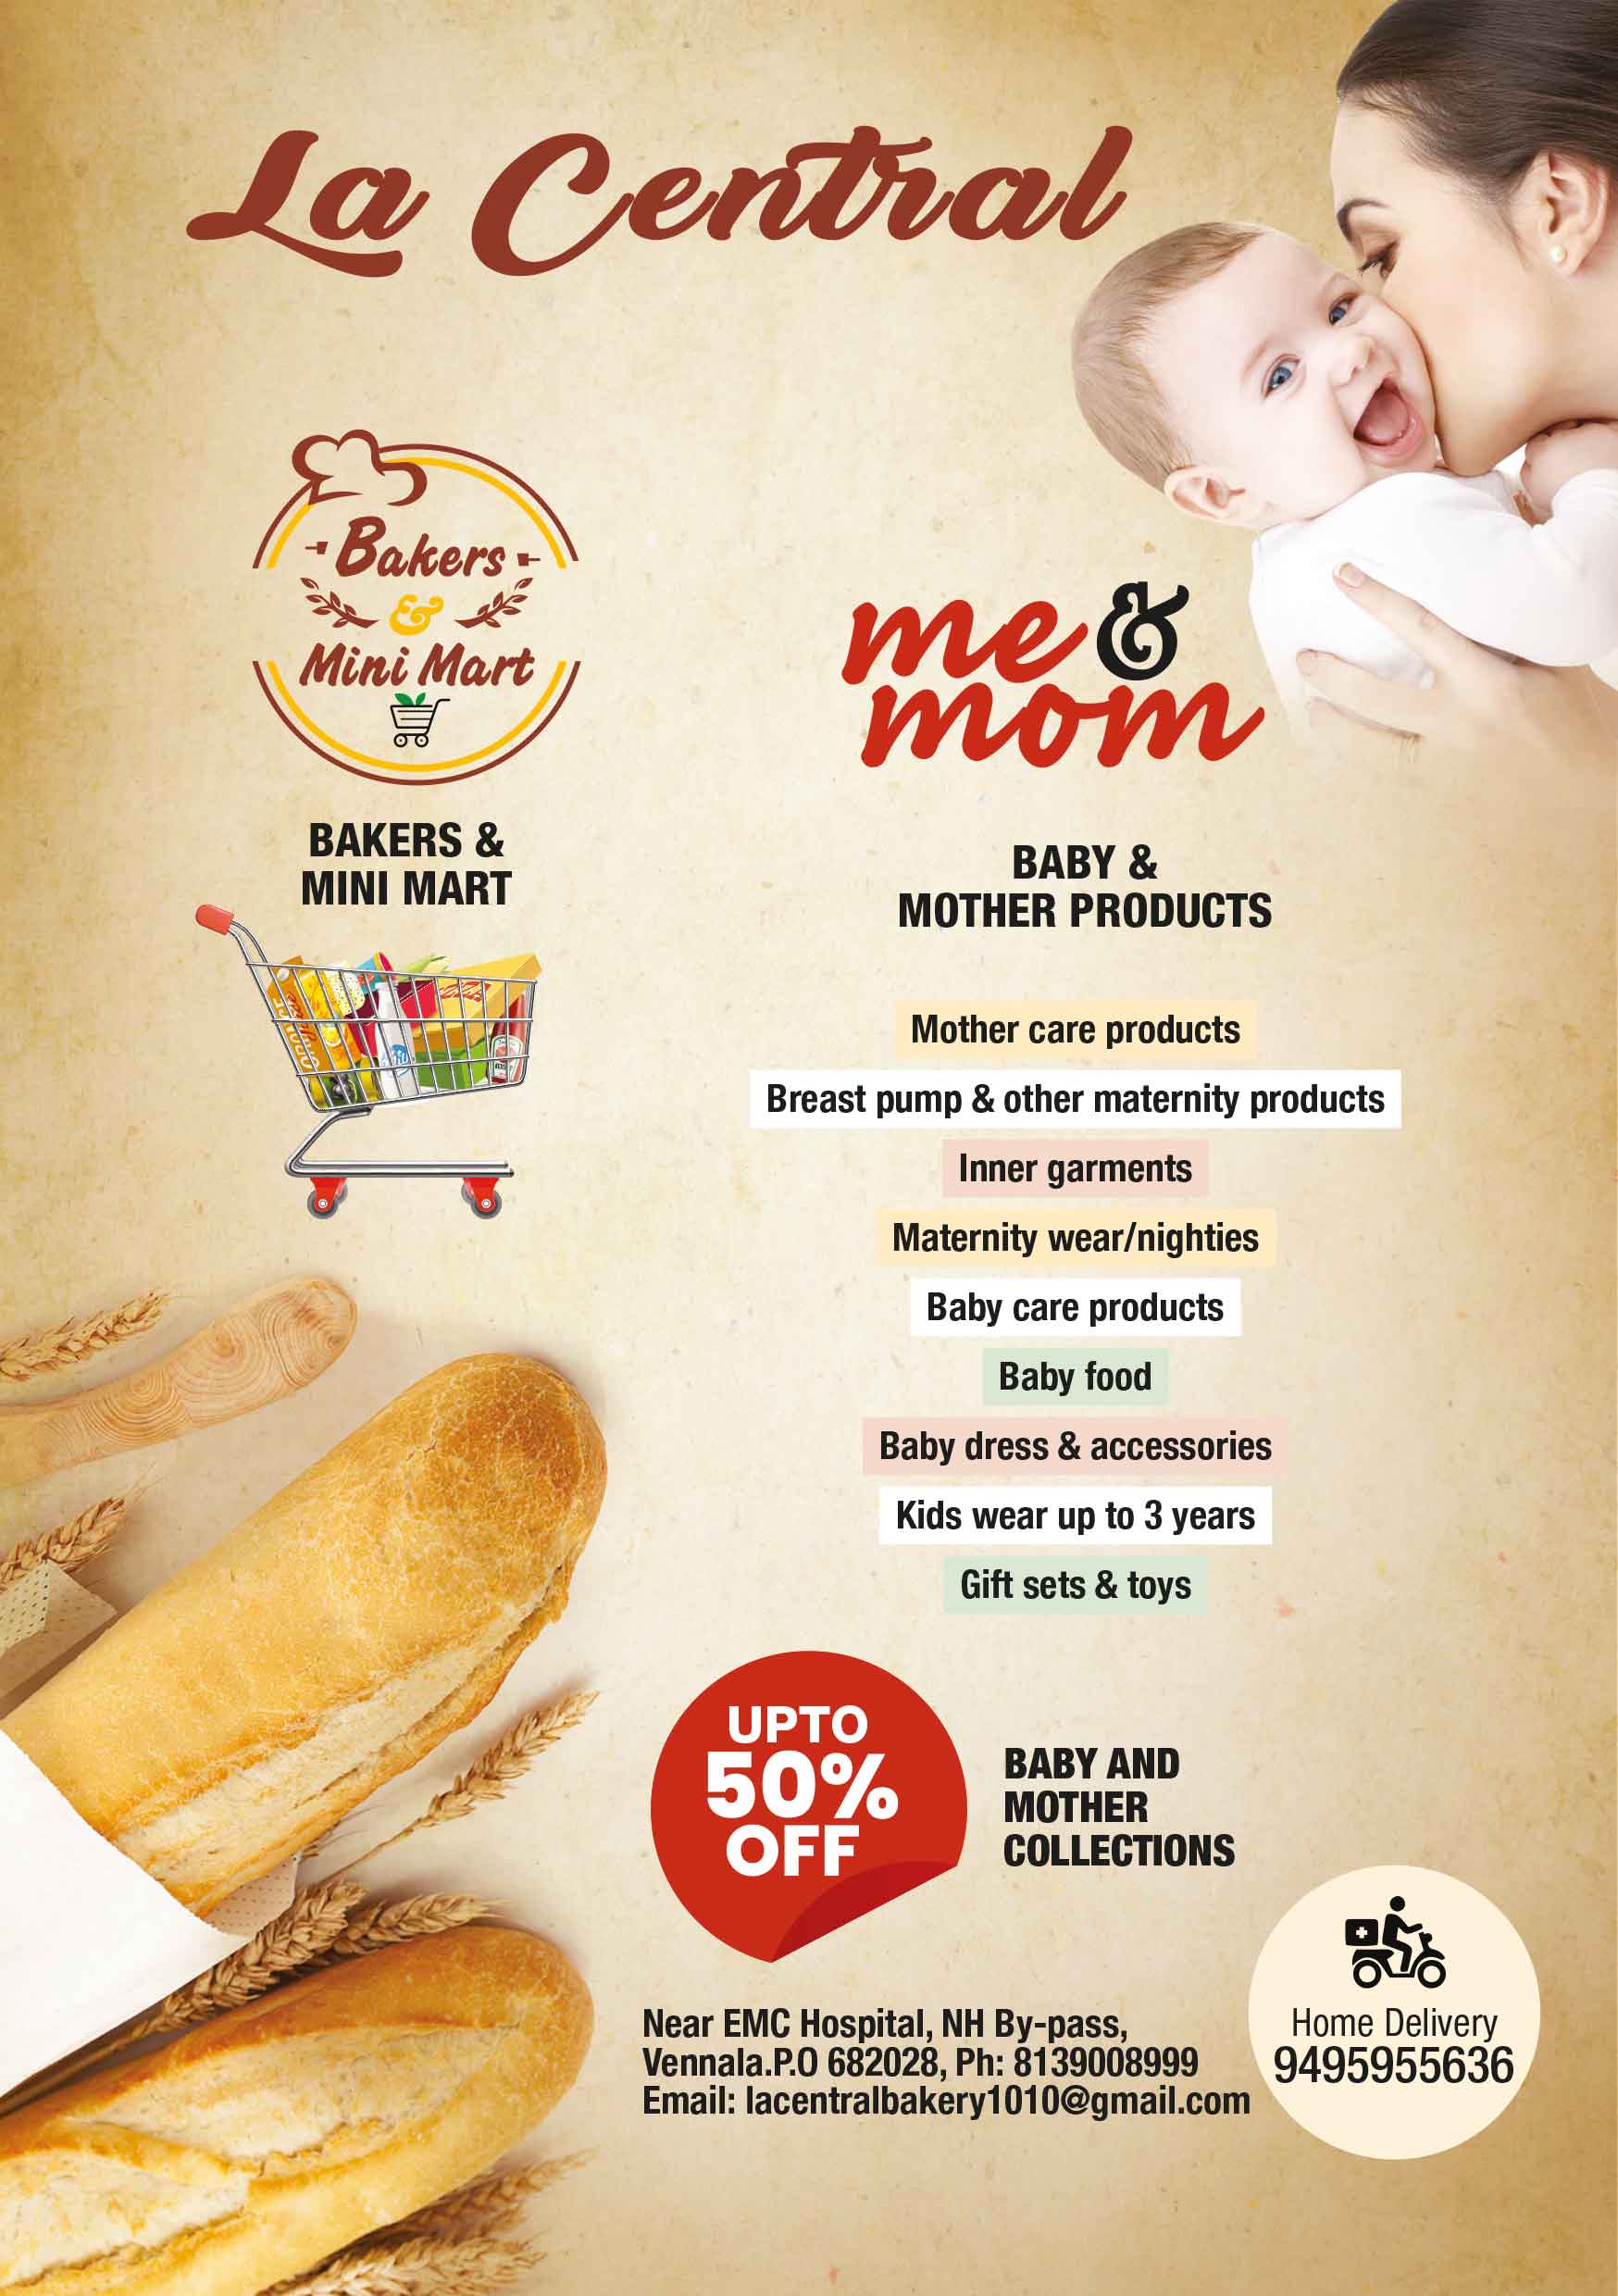 La Central
Bakers
&
Mini Mart
BAKERS &
MINI MART
me &
mom
BABY &
MOTHER PRODUCTS
Mother care products
Breast pump & other maternity products
Inner garments
Maternity wear/nighties
Baby care products
Baby food
Baby dress & accessories
Kids wear up to 3 years
Gift sets & toys
UPTO
50%
OFF
BABY AND
MOTHER
COLLECTIONS
Near EMC Hospital, NH By-pass,
Vennala.P.O 682028, Ph: 8139008999
Email: lacentralbakery1010@gmail.com
Home Delivery
9495955636